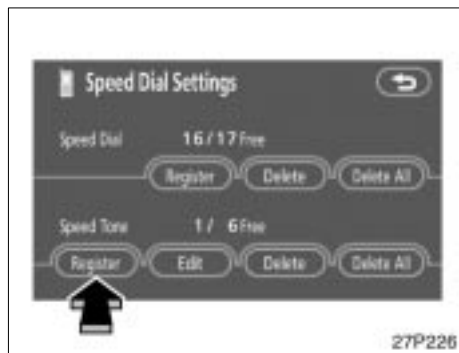 Speed Dial Settings
Speed Dial 16/17 Free
Register Delete Delete All
Speed Tone 1/ 6 Free
Register Edit Delete Delete All
27P226